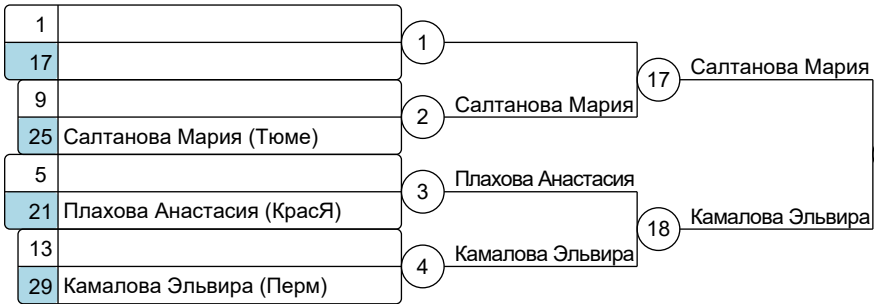 1
17
1
9
25 Салтанова Мария (Тюме)
2 Салтанова Мария
17 Салтанова Мария
5
21 Плахова Анастасия (КрасЯ)
3 Плахова Анастасия
13
29 Камалова Эльвира (Перм)
4 Камалова Эльвира
18 Камалова Эльвира